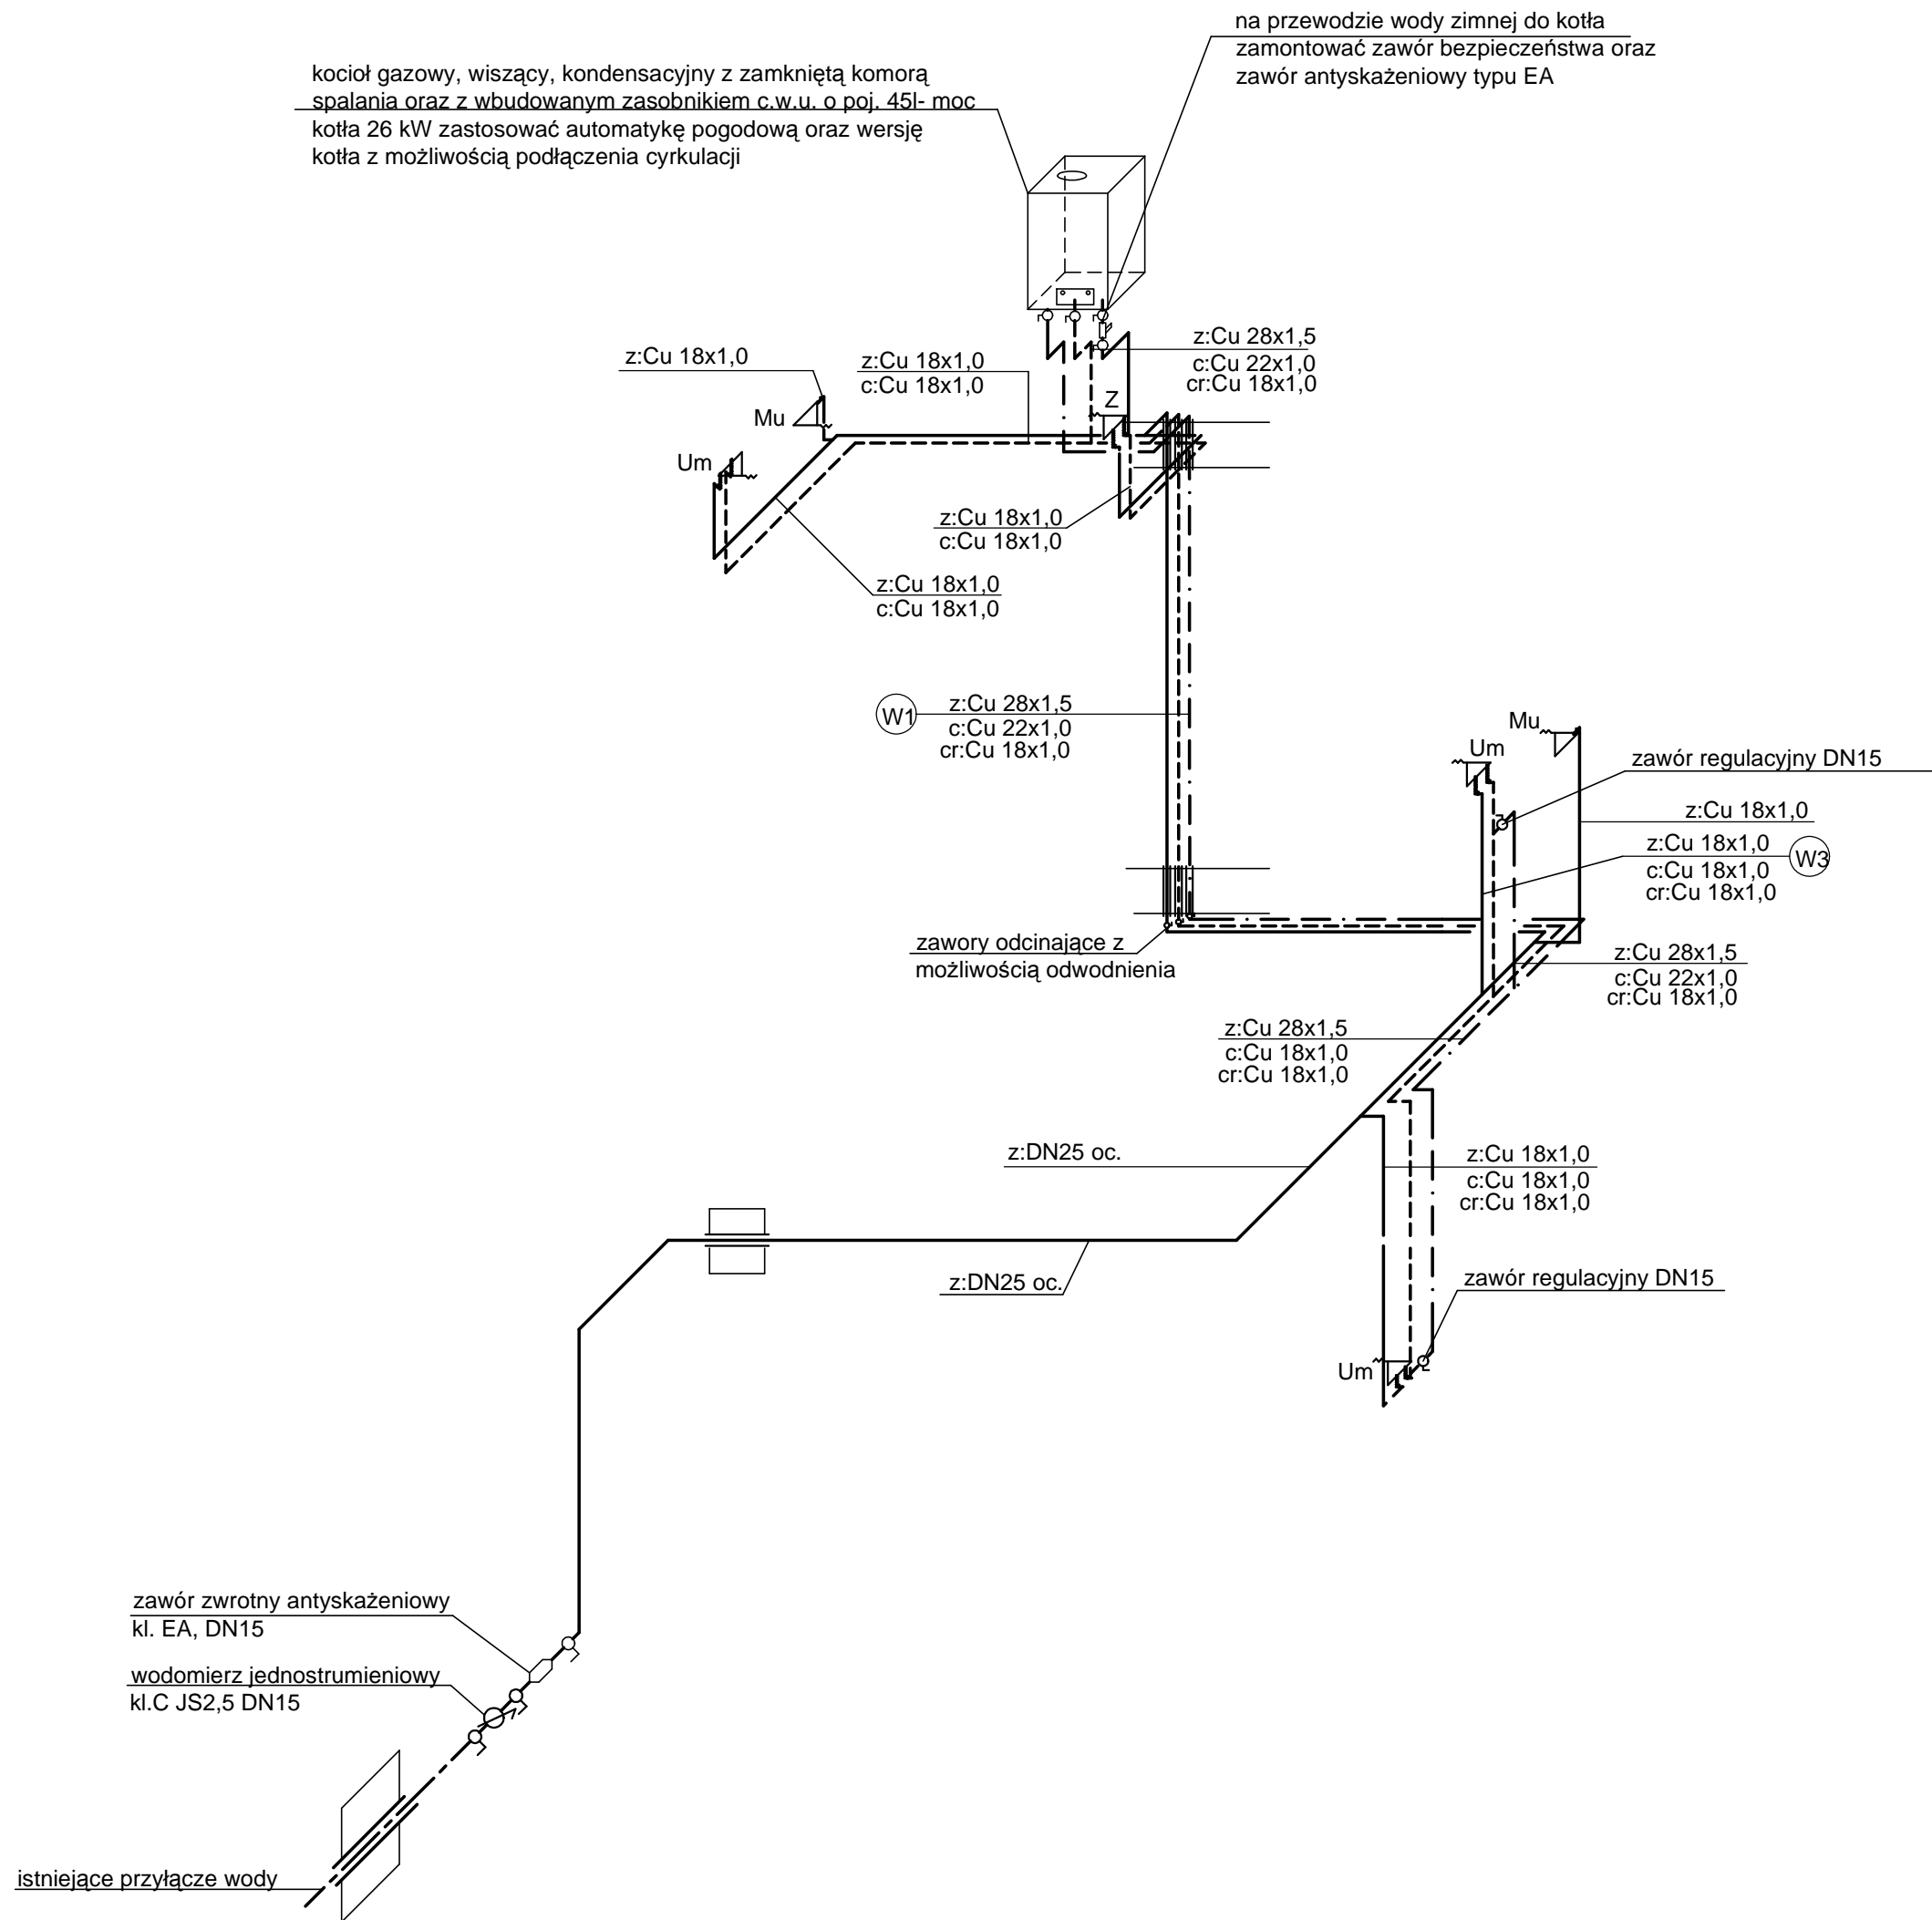 na przewodzie wody zimnej do kotła
zamontować zawór bezpieczeństwa oraz
zawór antyskażeniowy typu EA
kocioł gazowy, wiszący, kondensacyjny z zamkniętą komorą
spalania oraz z wbudowanym zasobnikiem c.w.u. o poj. 45l- moc
kotła 26 kW zastosować automatykę pogodową oraz wersję
kotła z możliwością podłączenia cyrkulacji
z:Cu 28x1,5
c:Cu 22x1,0
cr:Cu 18x1,0
z:Cu 18x1,0
z:Cu 18x1,0
c:Cu 18x1,0
Z
Mu
Um
z:Cu 18x1,0
c:Cu 18x1,0
z:Cu 18x1,0
c:Cu 18x1,0
W1
z:Cu 28x1,5
c:Cu 22x1,0
cr:Cu 18x1,0
Mu
Um
zawór regulacyjny DN15
z:Cu 18x1,0
z:Cu 18x1,0
c:Cu 18x1,0
cr:Cu 18x1,0
W3
zawory odcinające z
możliwością odwodnienia
z:Cu 28x1,5
c:Cu 22x1,0
cr:Cu 18x1,0
z:Cu 28x1,5
c:Cu 18x1,0
cr:Cu 18x1,0
z:DN25 oc.
z:Cu 18x1,0
c:Cu 18x1,0
cr:Cu 18x1,0
z:DN25 oc.
zawór regulacyjny DN15
Um
zawór zwrotny antyskażeniowy
kl. EA, DN15
wodomierz jednostrumieniowy
kl.C JS2,5 DN15
istniejące przyłącze wody